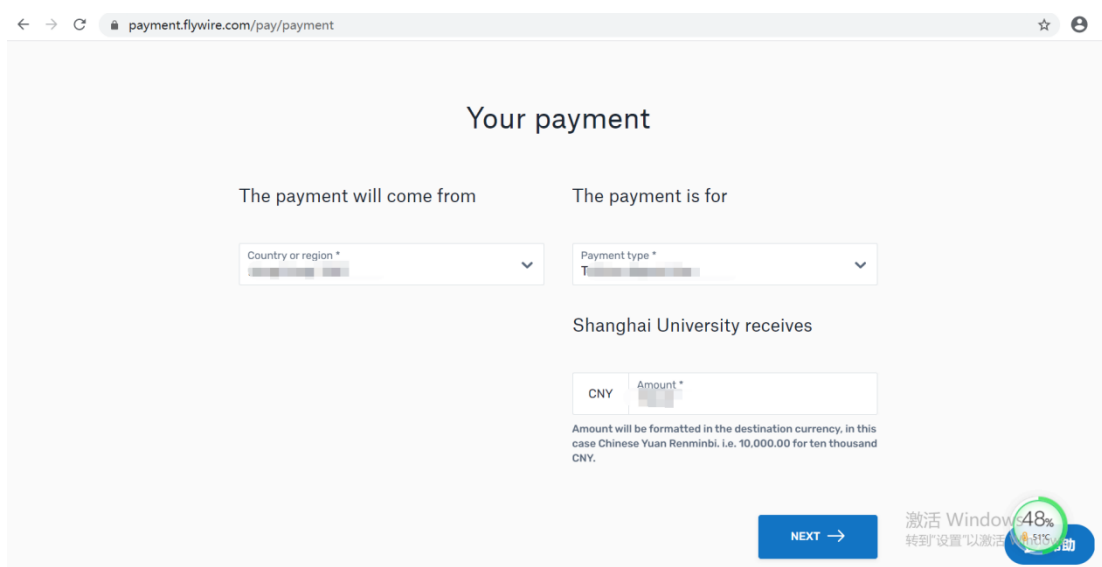 payment.flywire.com/pay/payment
Your payment
The payment will come from
The payment is for
Country or region *
Payment type *
Shanghai University receives
CNY
Amount *
Amount will be formatted in the destination currency, in this
case Chinese Yuan Renminbi. i.e. 10,000.00 for ten thousand
CNY.
NEXT →
激活 Windows
48%
转到"设置"以激活
51°C
助